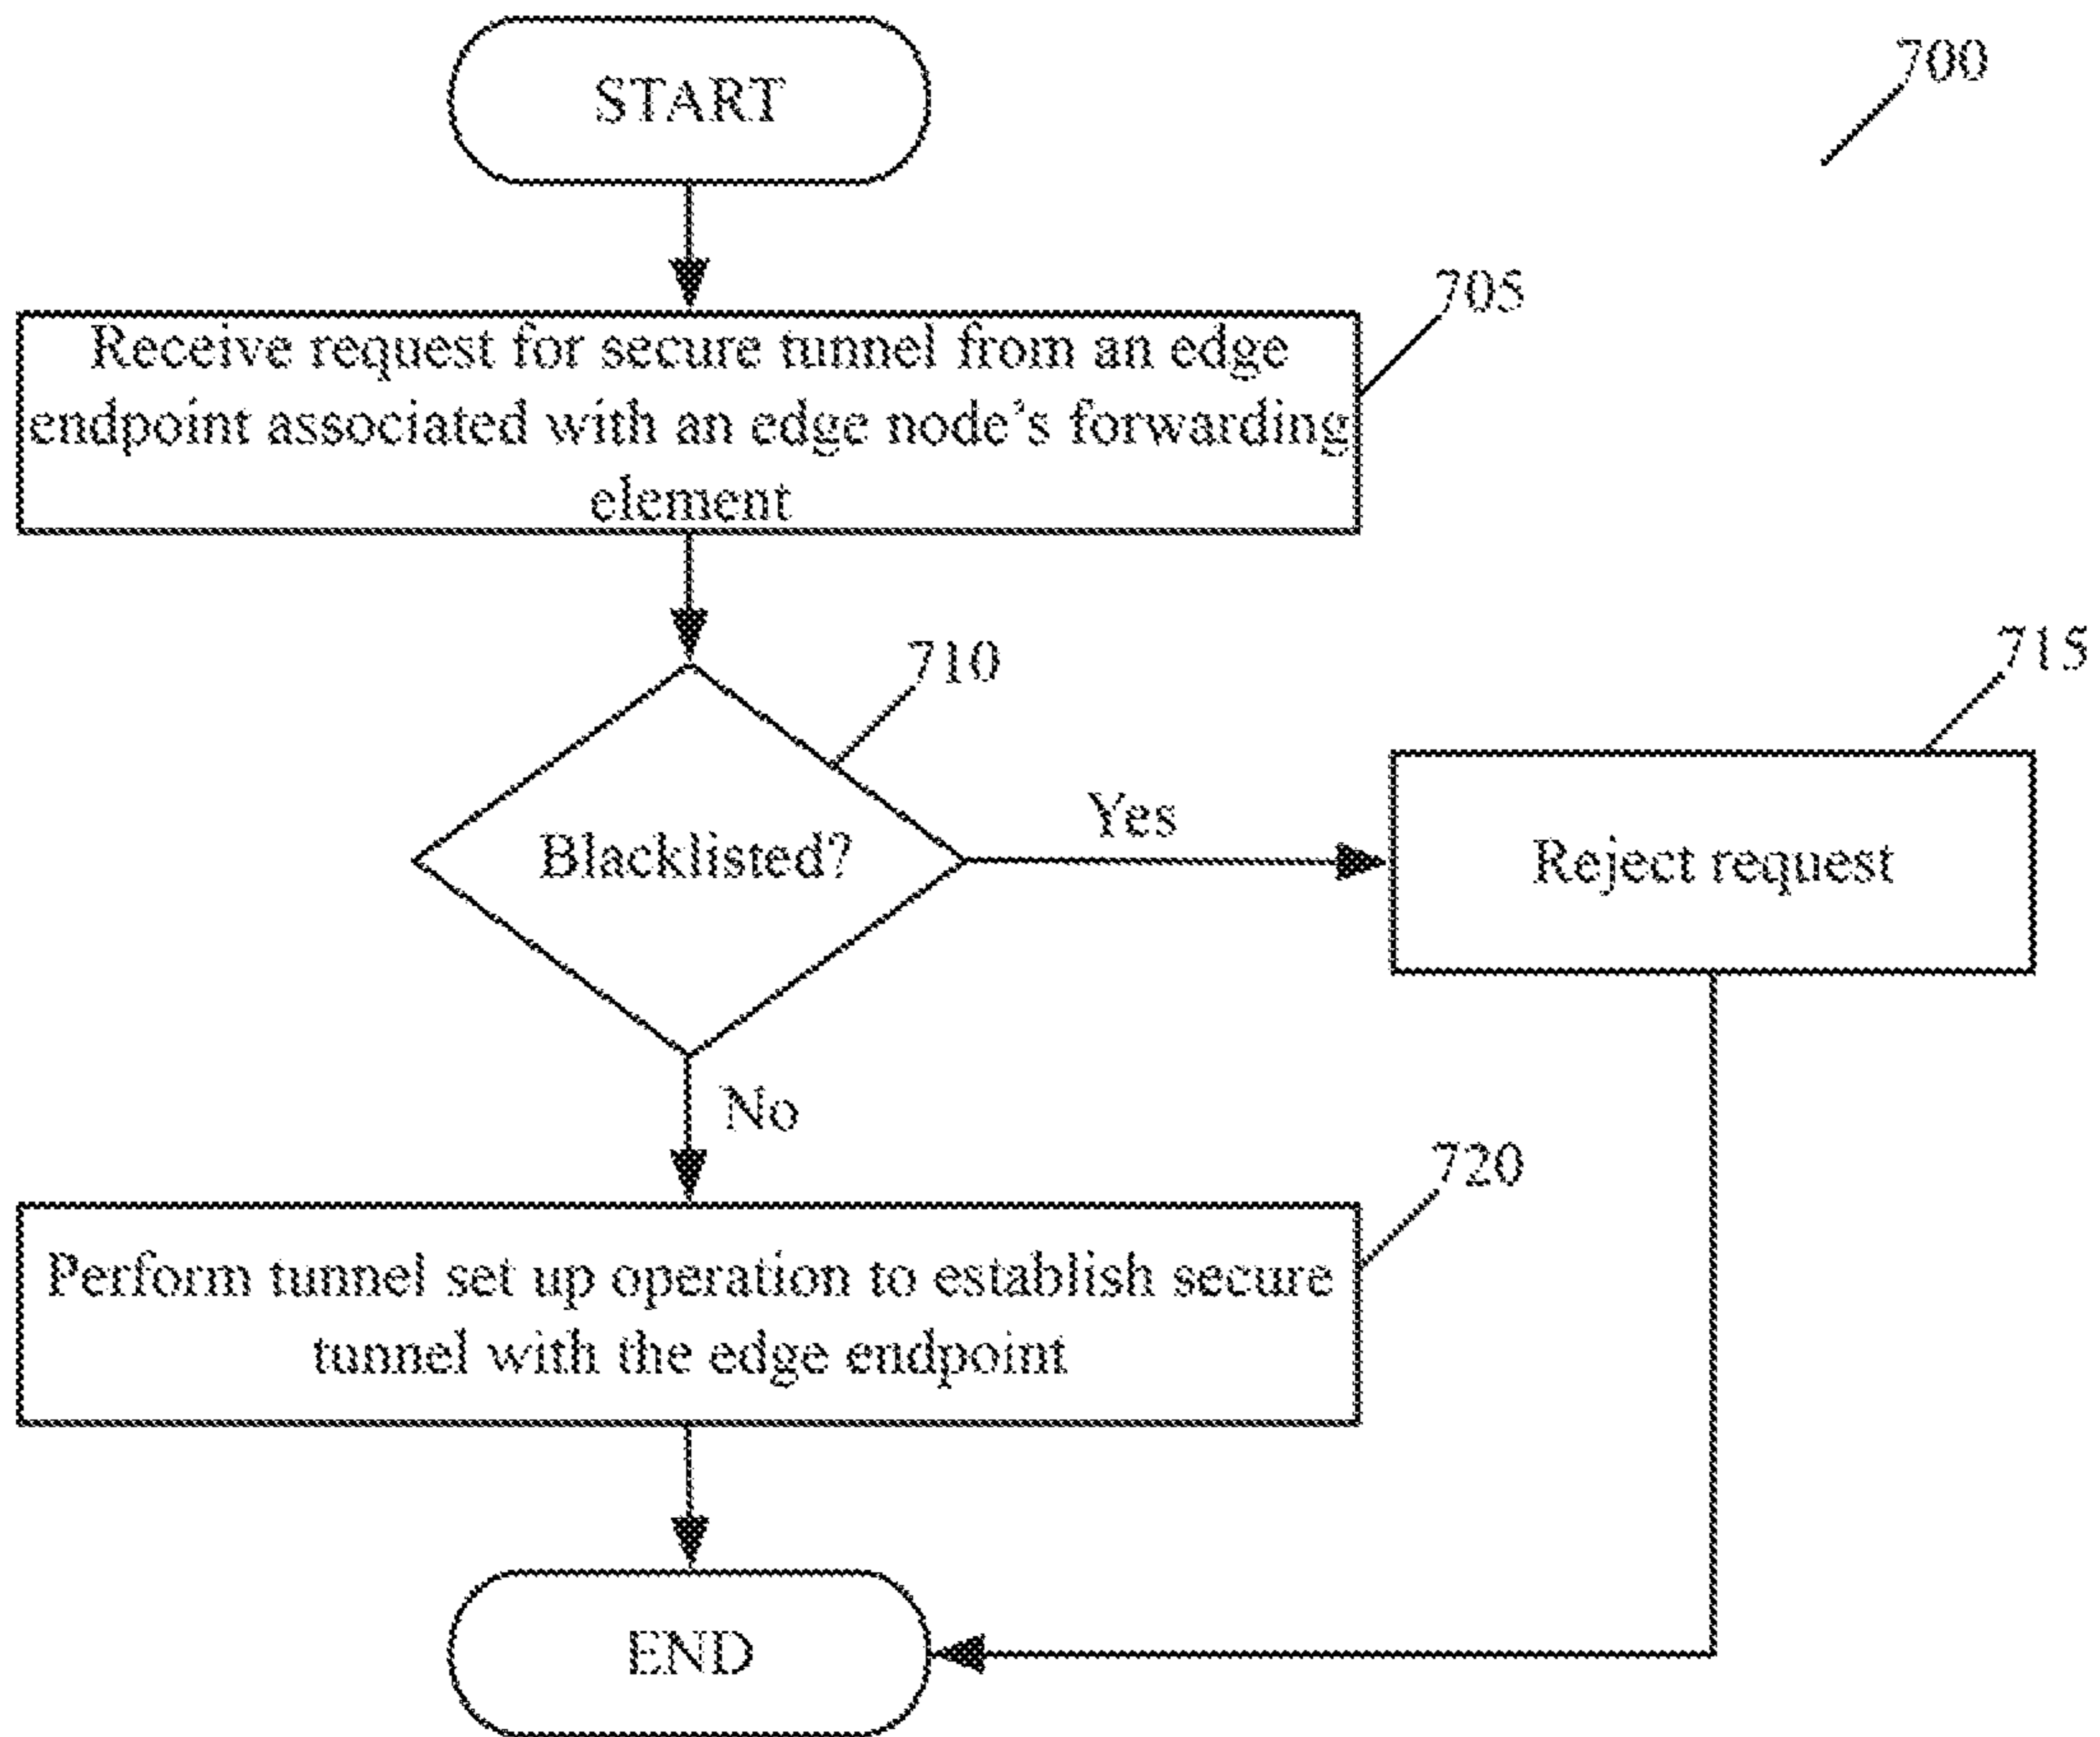 START
700
705
Receive request for secure tunnel from an edge
endpoint associated with an edge node's forwarding
element
710
715
Blacklisted?
Yes
Reject request
No
720
Perform tunnel set up operation to establish secure
tunnel with the edge endpoint
END